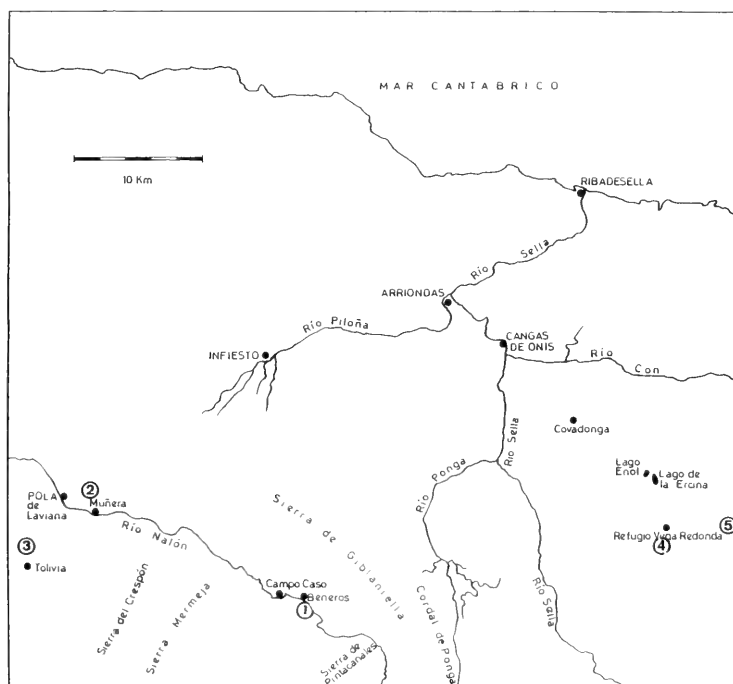 MAR CANTABRICO
10 Km
RIBADESELLA
Río Sella
ARRIONDAS
Río Piloña
CANGAS
DE ONIS
INFIESTO
Río Con
Covadonga
Río Sella
Río Ponga
Lago
Enol
Lago de
la Ercina
POLA
de
Laviana
2
Muñera
Río Nalón
Sierra de Giblaniella
5
Refugio Vega Redonda
4
3
Tolivia
Sierra del Crespón
Sierra Mermeja
Campo Caso
Beneros
1
Cordal de Ponga
Río Sella
Sierra de
Pintacanales